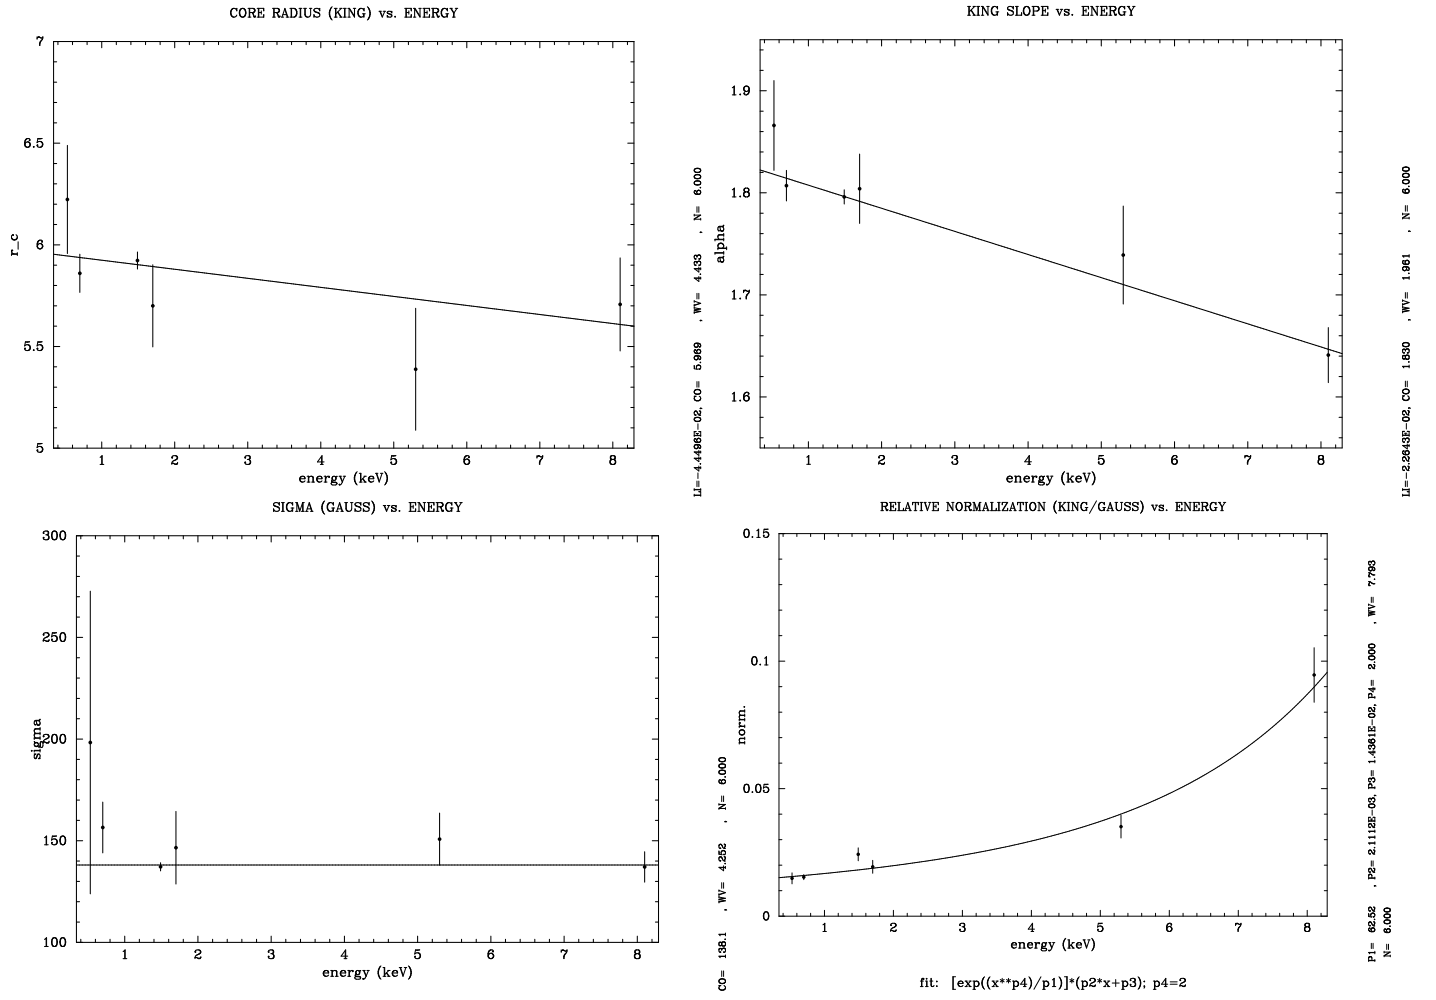 CORE RADIUS (KING) vs. ENERGY
7
6.5
6
5.5
5
r_c
1 2 3 4 5 6 7 8
energy (keV)
LI=-4.4496E-02, CO= 5.969 , WV= 4.433 , N= 6.000
KING SLOPE vs. ENERGY
1.9
1.8
1.7
1.6
alpha
1 2 3 4 5 6 7 8
energy (keV)
LI=-2.2643E-02, CO= 1.830 , WV= 1.961 , N= 6.000
SIGMA (GAUSS) vs. ENERGY
300
250
200
150
100
sigma
1 2 3 4 5 6 7 8
energy (keV)
CO= 138.1 , WV= 4.252 , N= 6.000
RELATIVE NORMALIZATION (KING/GAUSS) vs. ENERGY
0.15
0.1
0.05
0
norm.
1 2 3 4 5 6 7 8
energy (keV)
fit: [exp((x**p4)/p1)]*(p2*x+p3); p4=2
P1= 62.52 , P2= 2.1112E-03, P3= 1.4361E-02, P4= 2.000 , WV= 7.793
N= 6.000